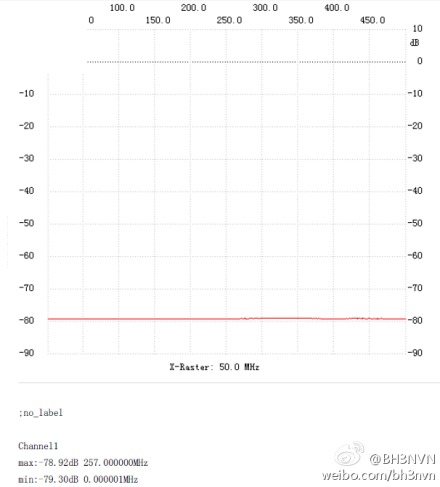 100.0 200.0 300.0 400.0
0 150.0 250.0 350.0 450.0
10
dB
0
-10 -10
-20 -20
-30 -30
-40 -40
-50 -50
-60 -60
-70 -70
-80 -80
-90 -90
X-Raster: 50.0 MHz
;no_label
Channel1
max:-78.92dB 257.000000MHz
min:-79.30dB 0.000001MHz
@BH3NVN
weibo.com/bh3nvn